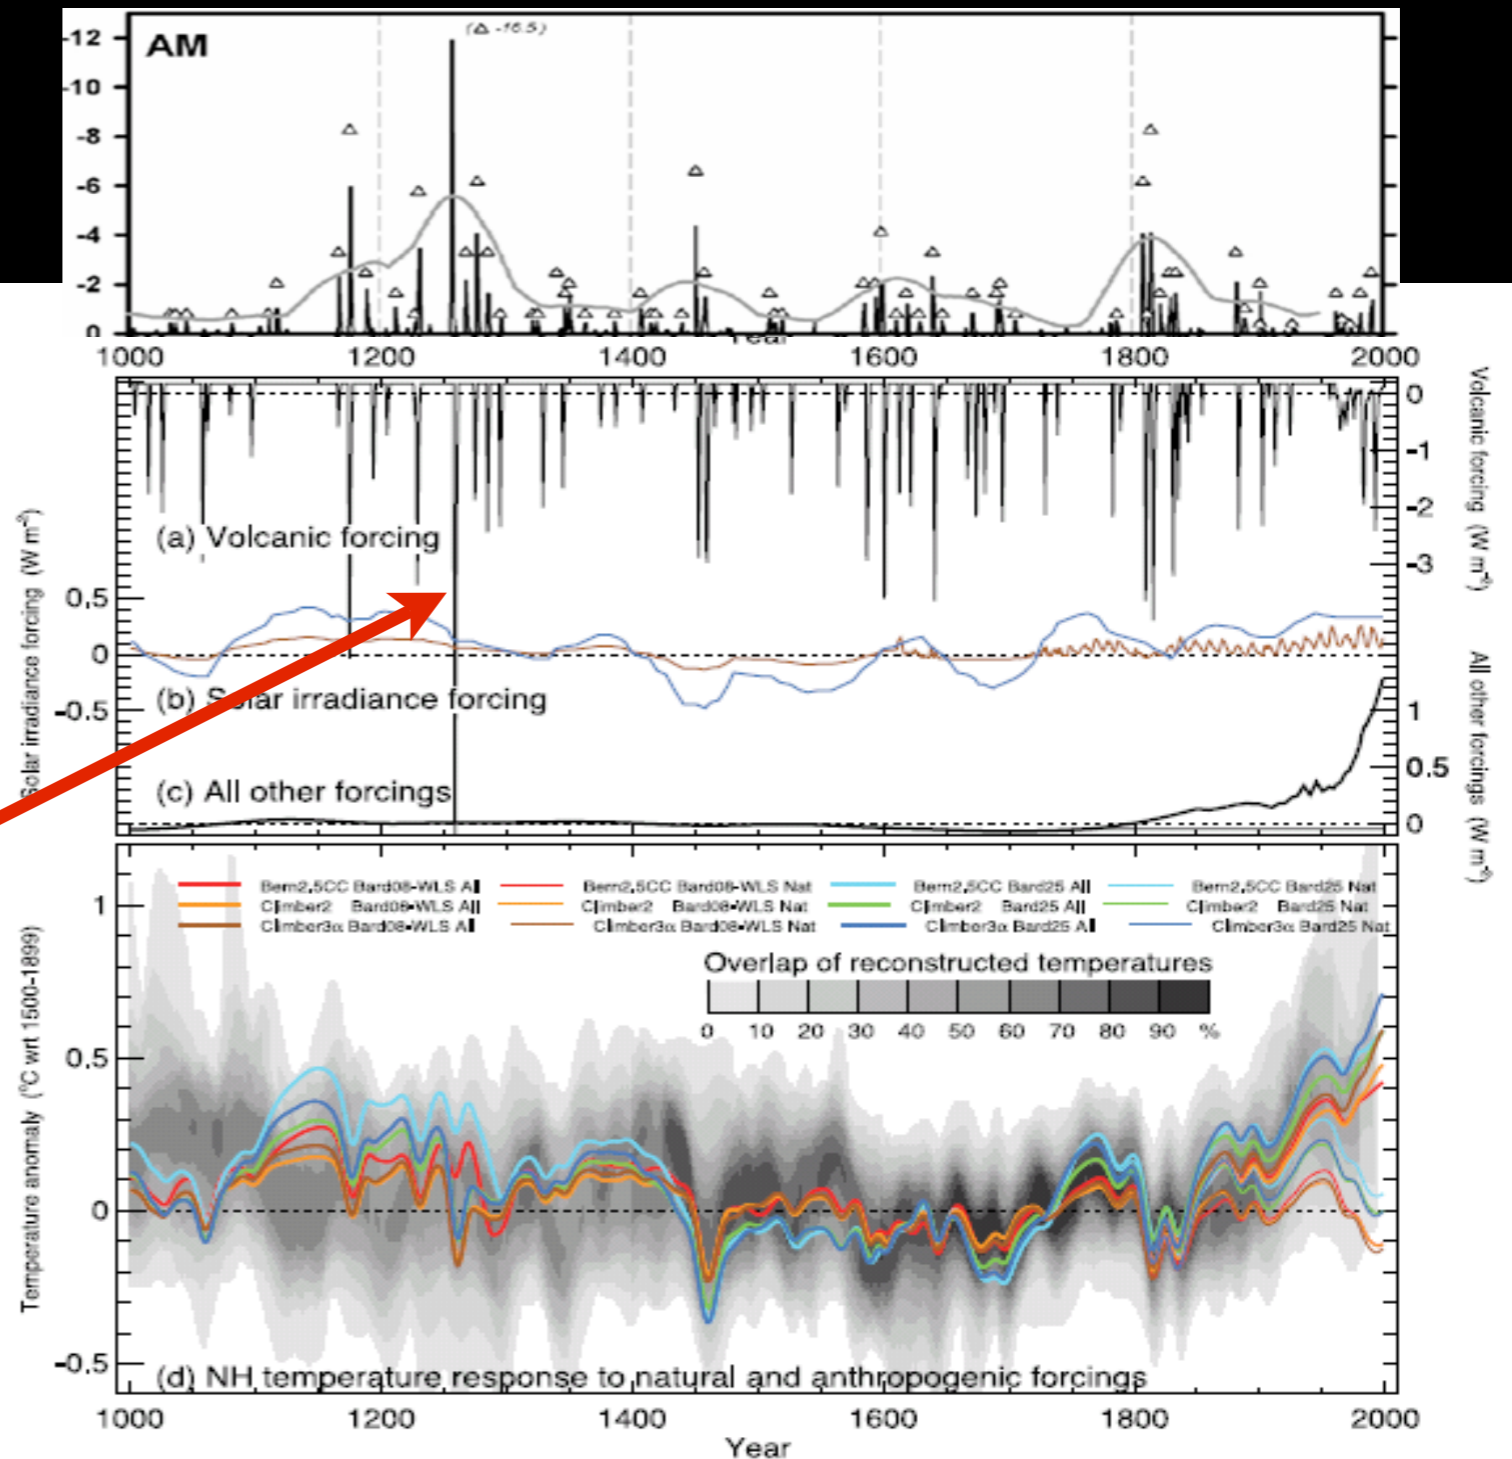 AM
(△ -16.5)
-12
-10
-8
-6
-4
-2
0
1000 1200 1400 1600 1800 2000
(a) Volcanic forcing
0
-1
-2
-3
Volcanic forcing (W m⁻²)
Solar irradiance forcing (W m⁻²)
0.5
0
-0.5
(b) Solar irradiance forcing
(c) All other forcings
1
0.5
0
All other forcings (W m⁻²)
Bern2.5CC Bard08-WLS All Bern2.5CC Bard08-WLS Nat Bern2.5CC Bard25 All Bern2.5CC Bard25 Nat
Climber2 Bard08-WLS All Climber2 Bard08-WLS Nat Climber2 Bard25 All Climber2 Bard25 Nat
Climber3α Bard08-WLS All Climber3α Bard08-WLS Nat Climber3α Bard25 All Climber3α Bard25 Nat
Overlap of reconstructed temperatures
0 10 20 30 40 50 60 70 80 90 %
Temperature anomaly (°C wrt 1500-1899)
1
0.5
0
-0.5
(d) NH temperature response to natural and anthropogenic forcings
1000 1200 1400 1600 1800 2000
Year